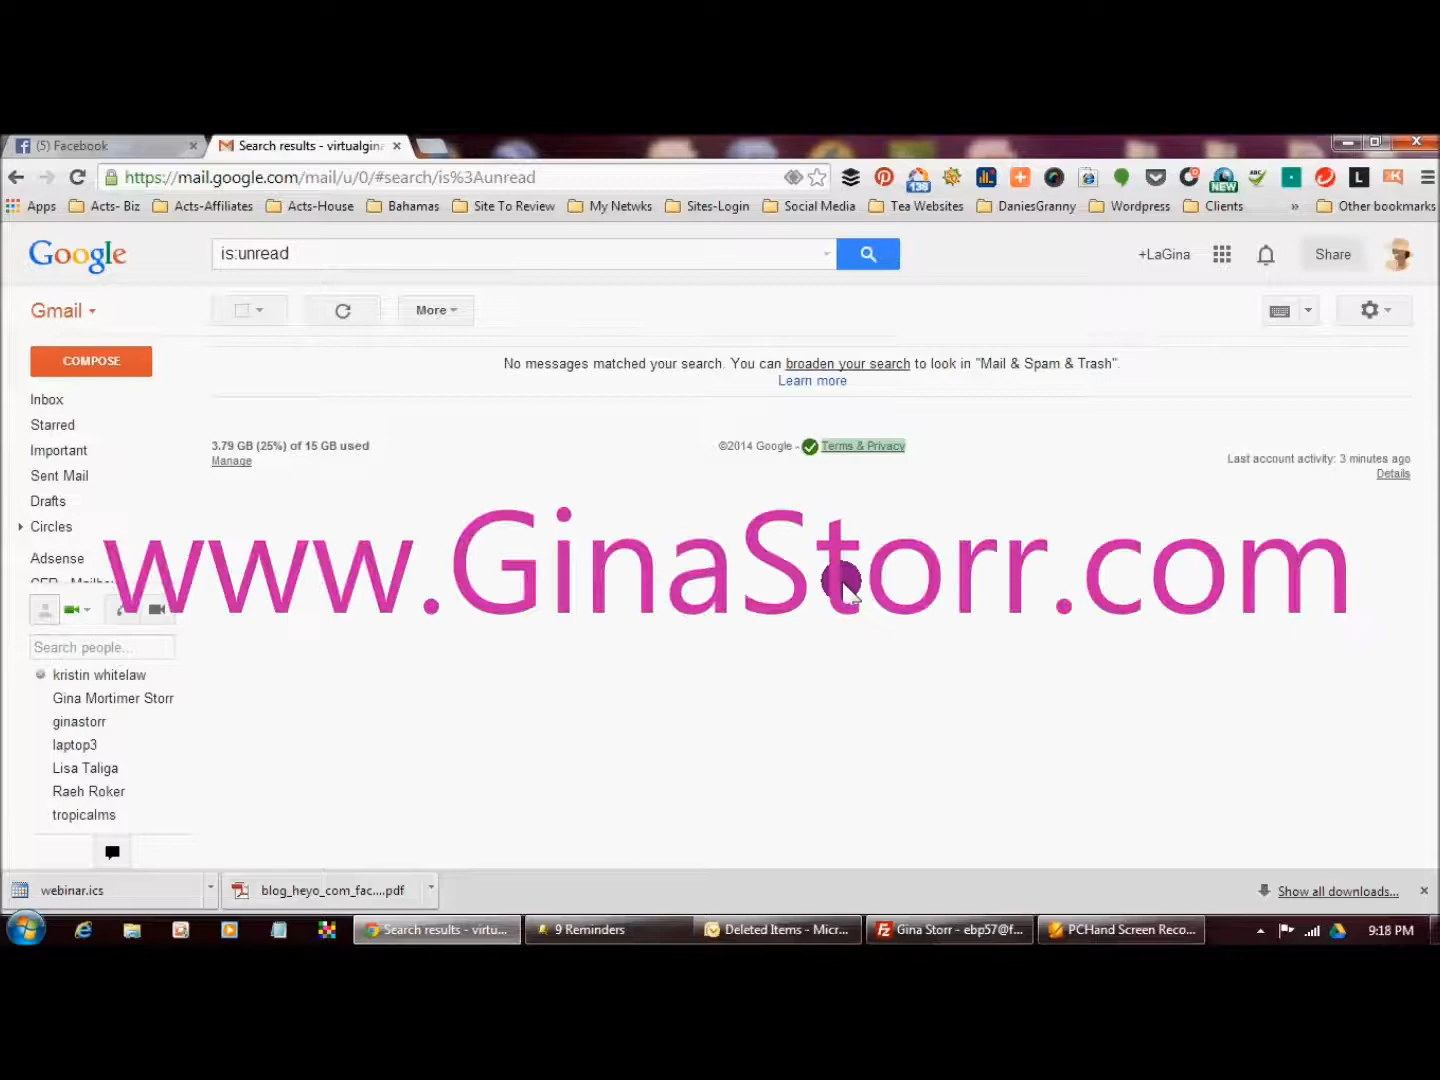 (5) Facebook
Search results - virtualgina
https://mail.google.com/mail/u/0/#search/is%3Aunread
136
NEW
ABC
L
Apps
Acts- Biz
Acts-Affiliates
Acts-House
Bahamas
Site To Review
My Netwks
Sites-Login
Social Media
Tea Websites
DaniesGranny
Wordpress
Clients
»
Other bookmarks
Google
is:unread
+LaGina
Share
Gmail
More
COMPOSE
No messages matched your search. You can broaden your search to look in "Mail & Spam & Trash".
Learn more
Inbox
Starred
Important
Sent Mail
Drafts
Circles
Adsense
3.79 GB (25%) of 15 GB used
Manage
©2014 Google - Terms & Privacy
Last account activity: 3 minutes ago
Details
www.GinaStorr.com
Search people...
kristin whitelaw
Gina Mortimer Storr
ginastorr
laptop3
Lisa Taliga
Raeh Roker
tropicalms
webinar.ics
blog_heyo_com_fac....pdf
Show all downloads...
Search results - virtu...
9 Reminders
Deleted Items - Micr...
Gina Storr - ebp57@f...
PCHand Screen Reco...
9:18 PM